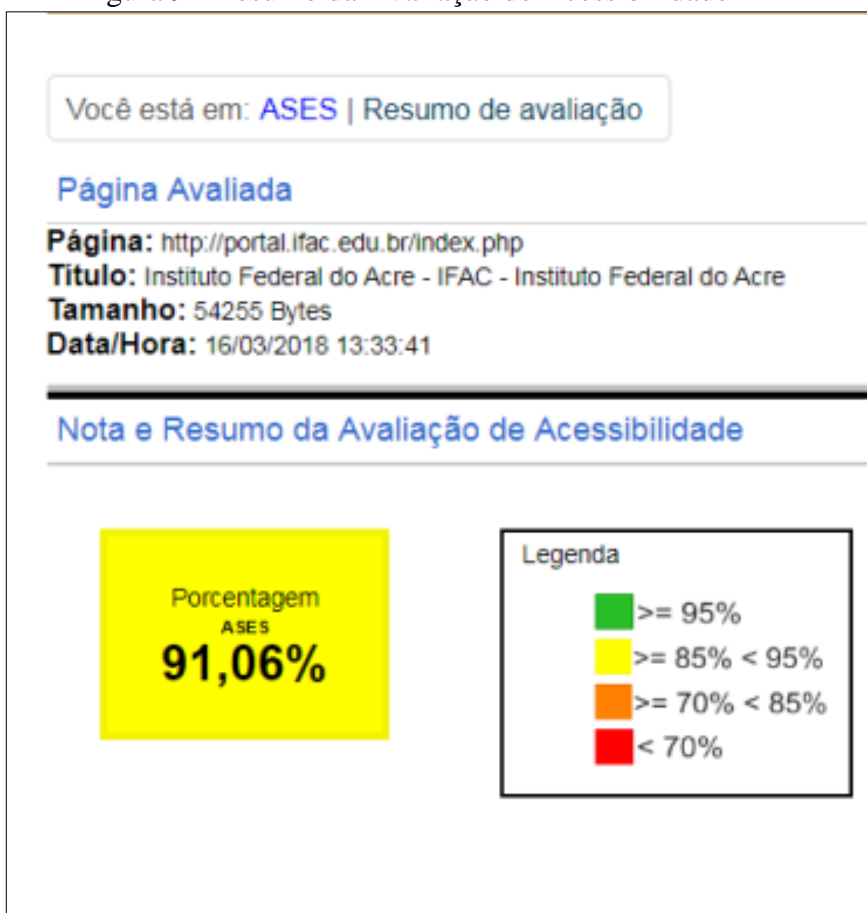 Você está em: ASES | Resumo de avaliação
Página Avaliada
Página: http://portal.ifac.edu.br/index.php
Título: Instituto Federal do Acre - IFAC - Instituto Federal do Acre
Tamanho: 54255 Bytes
Data/Hora: 16/03/2018 13:33:41
Nota e Resumo da Avaliação de Acessibilidade
Porcentagem
ASES
91,06%
Legenda
>= 95%
>= 85% < 95%
>= 70% < 85%
< 70%